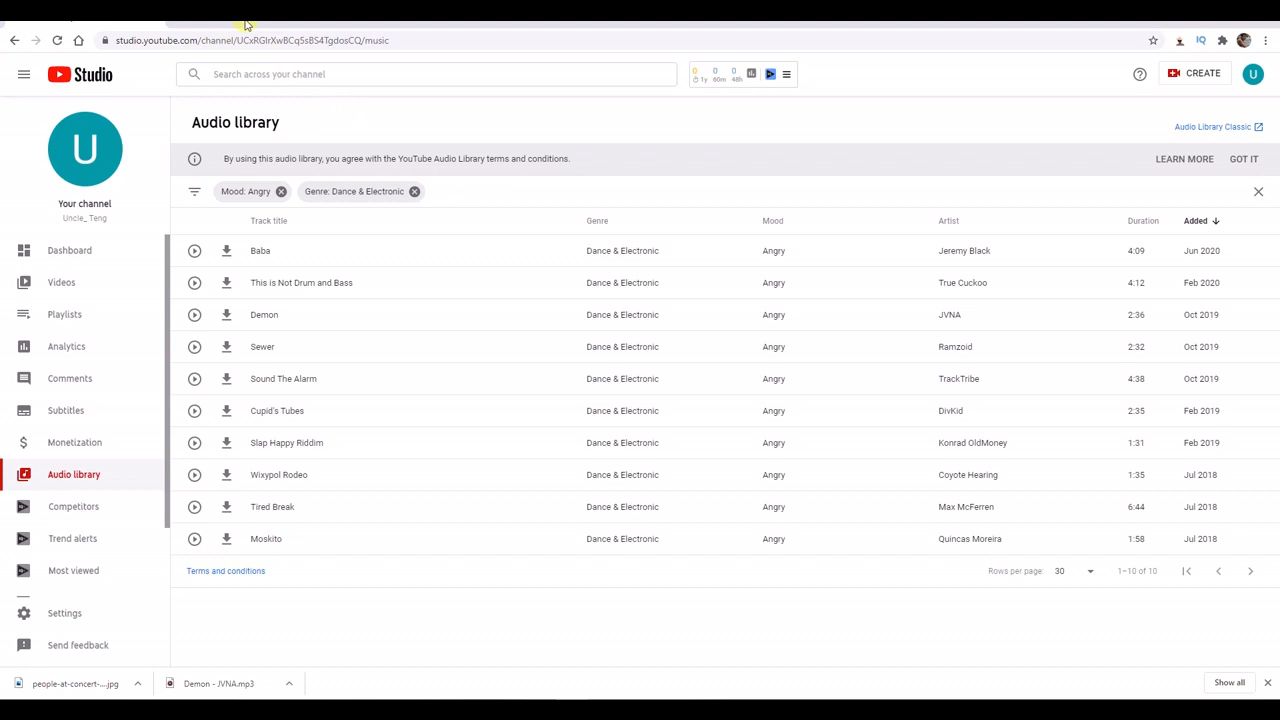 studio.youtube.com/channel/UCxRGIrXwBCq5sBS4TgdosCQ/music
IQ
Studio
Search across your channel
0 0 0
1y 60m 48h
CREATE
U
U
Your channel
Uncle_ Teng
Dashboard
Videos
Playlists
Analytics
Comments
Subtitles
Monetization
Audio library
Competitors
Trend alerts
Most viewed
Settings
Send feedback
Audio library
Audio Library Classic
By using this audio library, you agree with the YouTube Audio Library terms and conditions.
LEARN MORE GOT IT
Mood: Angry Genre: Dance & Electronic
Track title Genre Mood Artist Duration Added
Baba Dance & Electronic Angry Jeremy Black 4:09 Jun 2020
This is Not Drum and Bass Dance & Electronic Angry True Cuckoo 4:12 Feb 2020
Demon Dance & Electronic Angry JVNA 2:36 Oct 2019
Sewer Dance & Electronic Angry Ramzoid 2:32 Oct 2019
Sound The Alarm Dance & Electronic Angry TrackTribe 4:38 Oct 2019
Cupid's Tubes Dance & Electronic Angry DivKid 2:35 Feb 2019
Slap Happy Riddim Dance & Electronic Angry Konrad OldMoney 1:31 Feb 2019
Wixypol Rodeo Dance & Electronic Angry Coyote Hearing 1:35 Jul 2018
Tired Break Dance & Electronic Angry Max McFerren 6:44 Jul 2018
Moskito Dance & Electronic Angry Quincas Moreira 1:58 Jul 2018
Terms and conditions
Rows per page: 30 1–10 of 10
people-at-concert-....jpg
Demon - JVNA.mp3
Show all